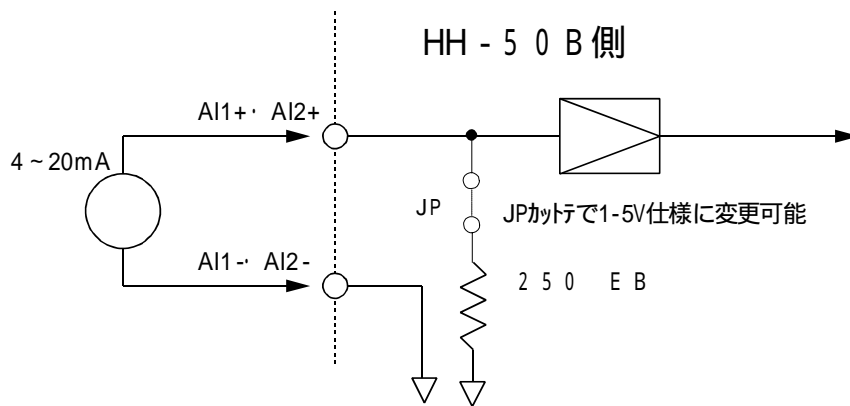 HH-50B側
AI1+・ AI2+
4~20mA
JP
JPカットテで1-5V仕様に変更可能
AI1-・ AI2-
250 EB